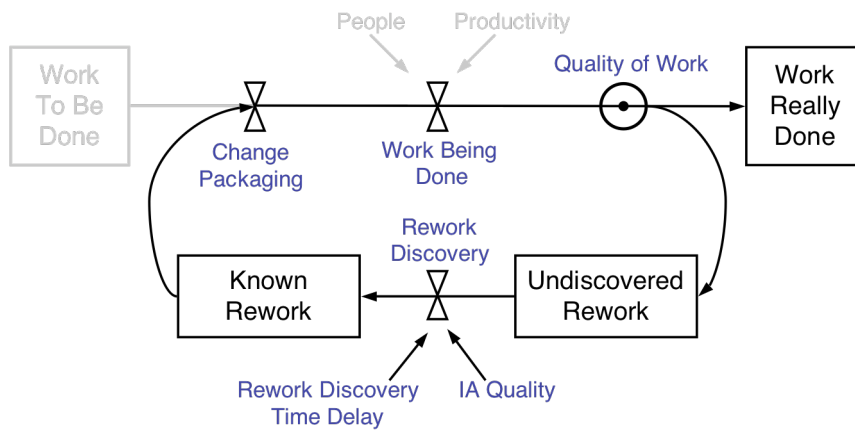 People
Productivity
Work
To Be
Done
Quality of Work
Work
Really
Done
Change
Packaging
Work Being
Done
Rework
Discovery
Known
Rework
Undiscovered
Rework
Rework Discovery
Time Delay
IA Quality